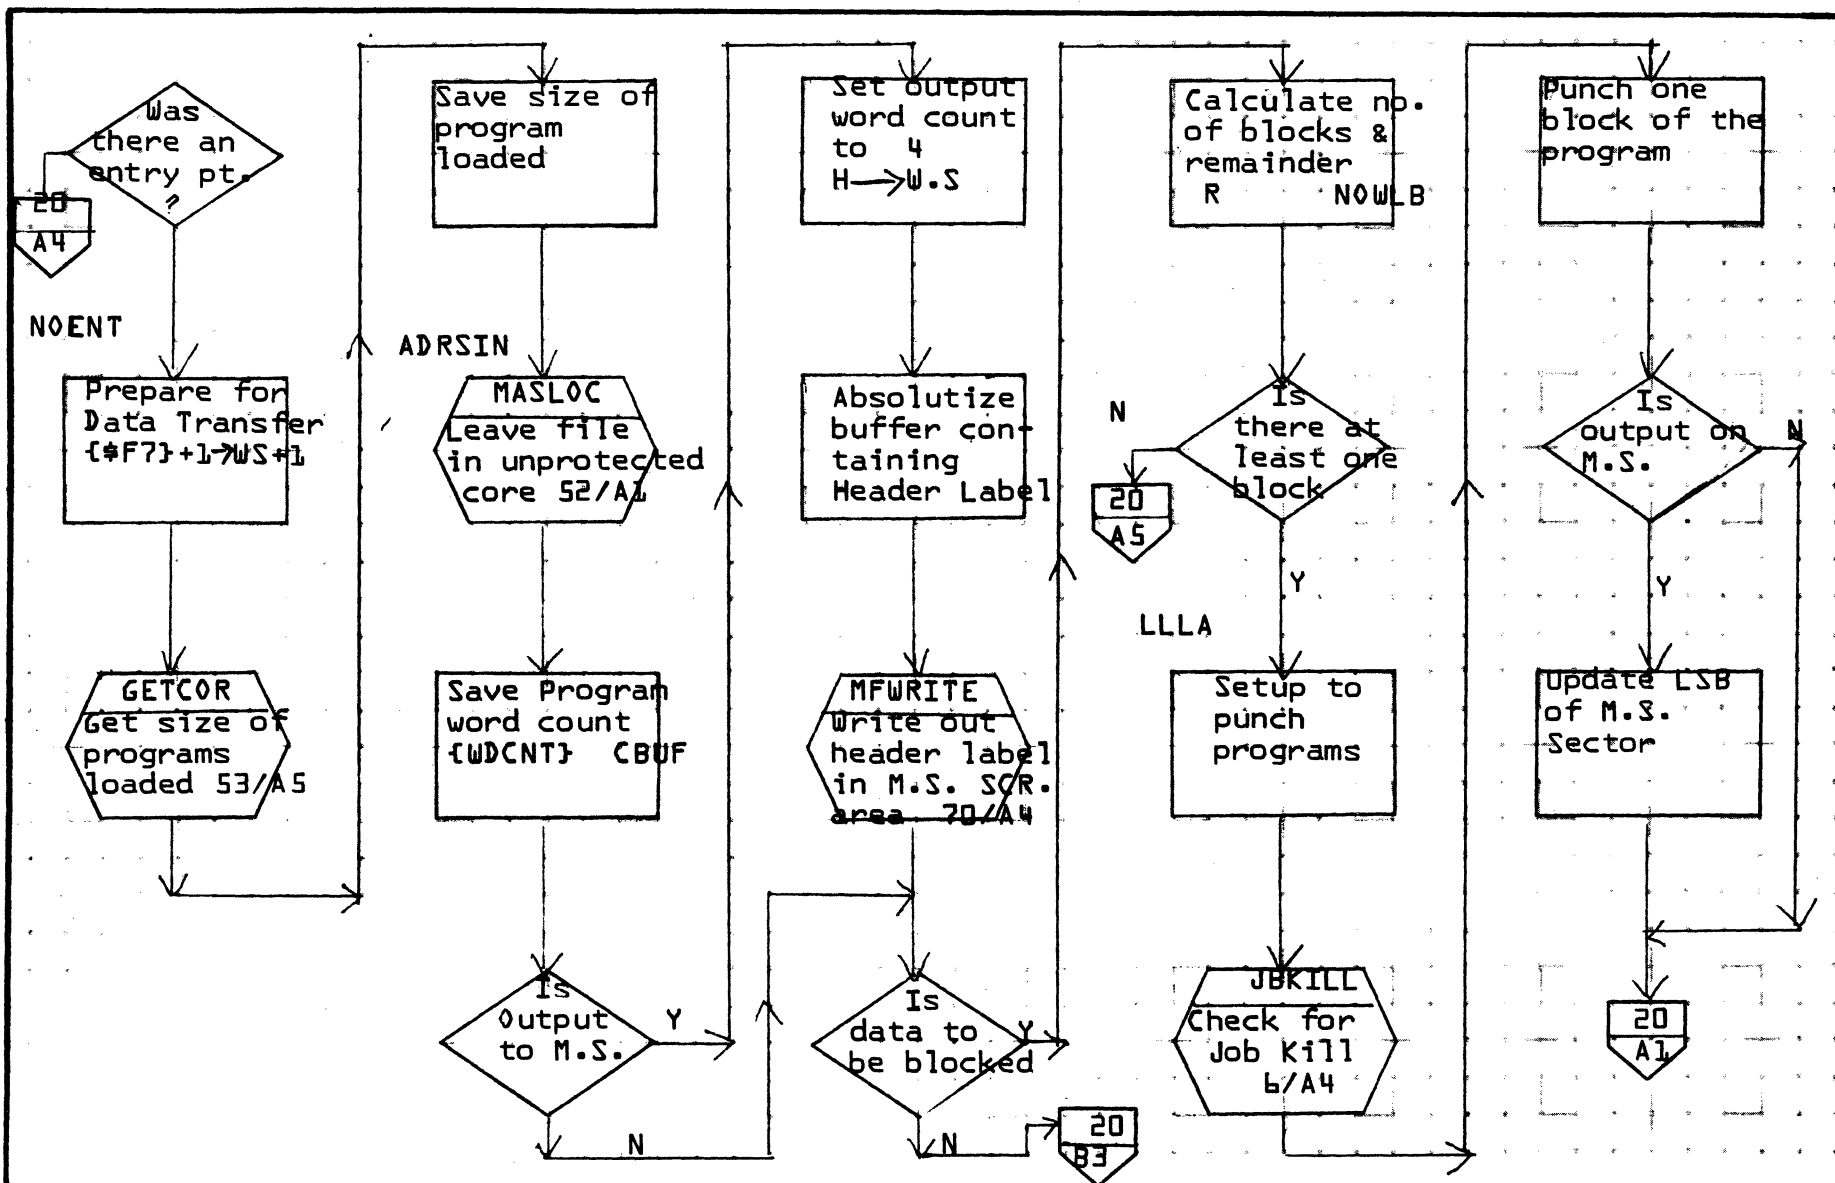 Was
there an
entry pt.
?
20
A4
NOENT
Prepare for
Data Transfer
{$F7}+1→WS+1
GETCOR
Get size of
programs
loaded 53/A5
Save size of
program
loaded
ADRSIN
MASLOC
Leave file
in unprotected
core 52/A1
Save Program
word count
{WDCNT} CBUF
Is
Output
to M.S.
Y
N
Set output
word count
to 4
H→W.S
Absolutize
buffer con-
taining
Header Label
MFWRITE
Write out
header label
in M.S. SCR.
area 70/A4
Is
data to
be blocked
Y
N
20
B3
Calculate no.
of blocks &
remainder
R NOWLB
Is
there at
least one
block
N
20
A5
Y
LLLA
Setup to
punch
programs
JBKILL
Check for
Job Kill
6/A4
Punch one
block of the
program
Is
output on
M.S.
N
Y
Update LSB
of M.S.
Sector
20
A1